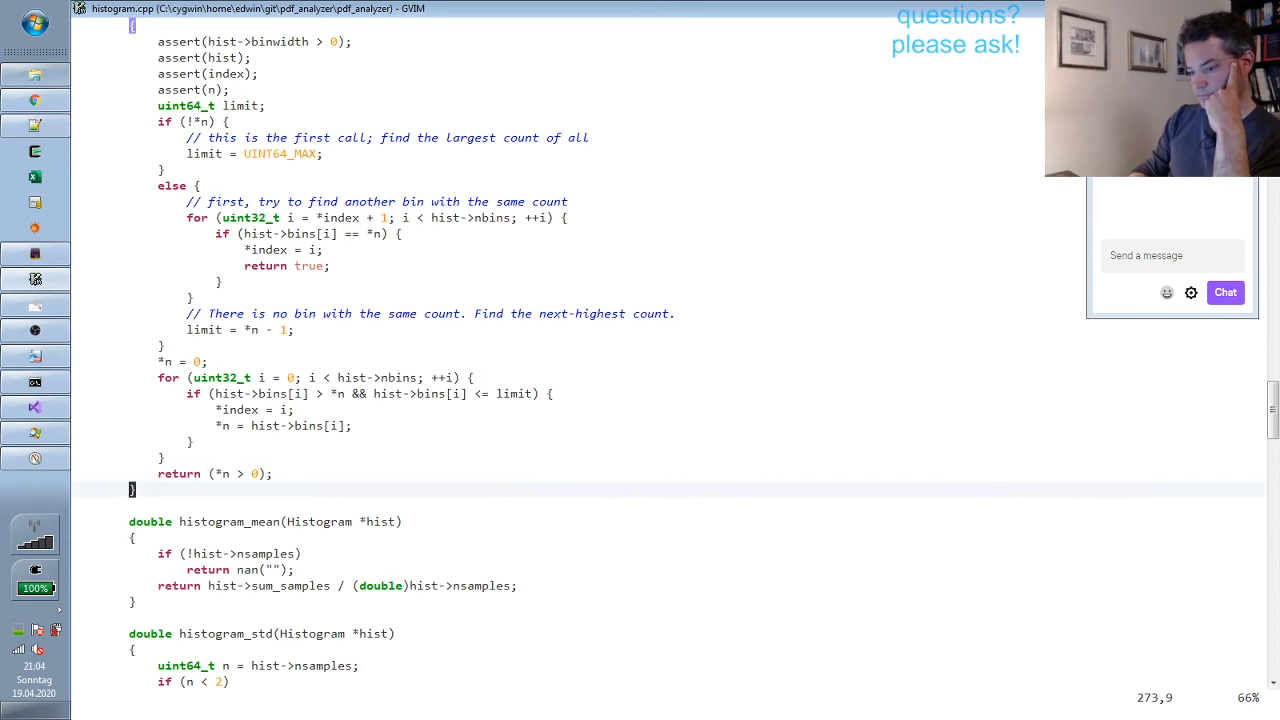 histogram.cpp (C:\cygwin\home\edwin\git\pdf_analyzer\pdf_analyzer) - GVIM
questions?
please ask!
{
assert(hist->binwidth > 0);
assert(hist);
assert(index);
assert(n);
uint64_t limit;
if (!*n) {
// this is the first call; find the largest count of all
limit = UINT64_MAX;
}
else {
// first, try to find another bin with the same count
for (uint32_t i = *index + 1; i < hist->nbins; ++i) {
if (hist->bins[i] == *n) {
*index = i;
return true;
}
}
// There is no bin with the same count. Find the next-highest count.
limit = *n - 1;
}
*n = 0;
for (uint32_t i = 0; i < hist->nbins; ++i) {
if (hist->bins[i] > *n && hist->bins[i] <= limit) {
*index = i;
*n = hist->bins[i];
}
}
return (*n > 0);
}
double histogram_mean(Histogram *hist)
{
if (!hist->nsamples)
return nan("");
return hist->sum_samples / (double)hist->nsamples;
}
double histogram_std(Histogram *hist)
{
uint64_t n = hist->nsamples;
if (n < 2)
273,9 66%
Send a message
Chat
100%
21:04
Sonntag
19.04.2020